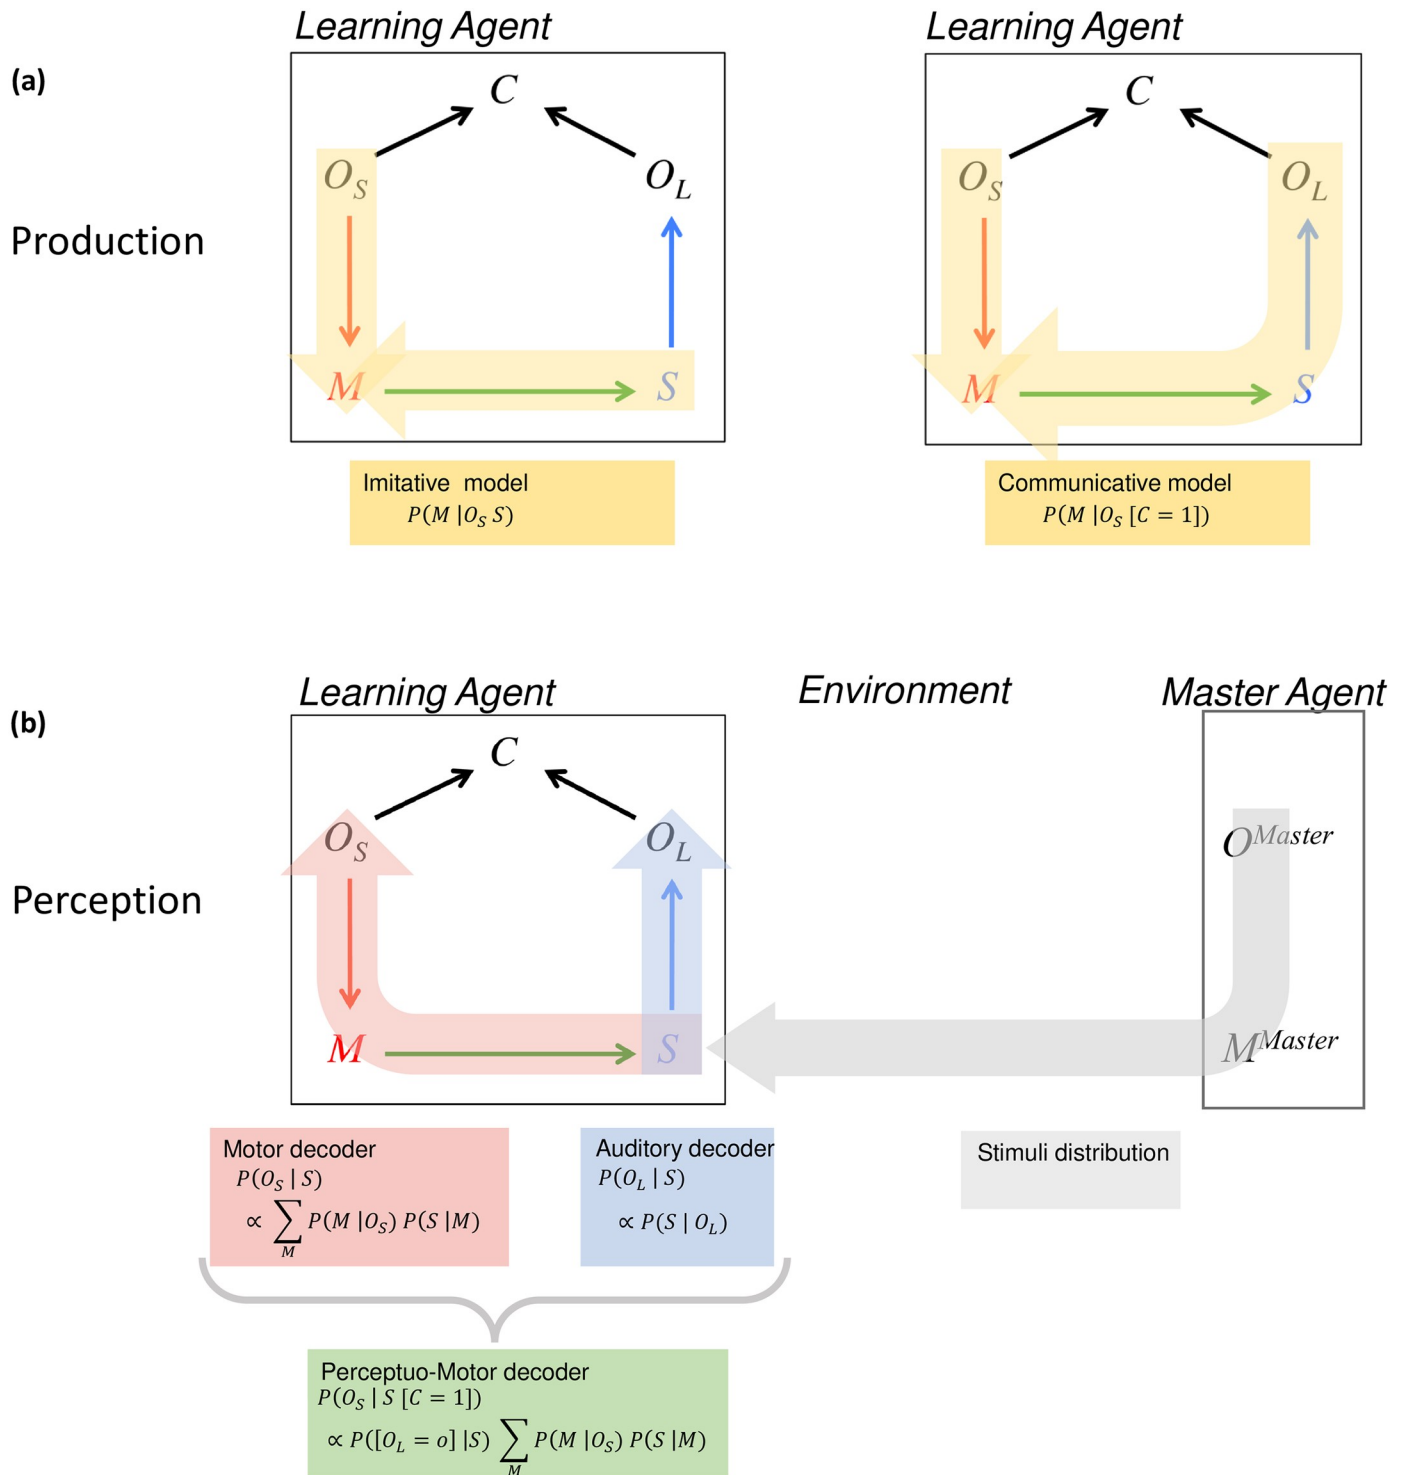 Learning Agent
Learning Agent
(a)
C
C
O_S
O_L
O_S
O_L
Production
M
S
M
S
Imitative model
P(M |O_S S)
Communicative model
P(M |O_S [C = 1])
Learning Agent
Environment
Master Agent
(b)
C
O_S
O_L
O^Master
Perception
M
S
M^Master
Motor decoder
P(O_S | S)
∝ ∑_M P(M |O_S) P(S |M)
Auditory decoder
P(O_L | S)
∝ P(S | O_L)
Stimuli distribution
Perceptuo-Motor decoder
P(O_S | S [C = 1])
∝ P([O_L = o] |S) ∑_M P(M |O_S) P(S |M)